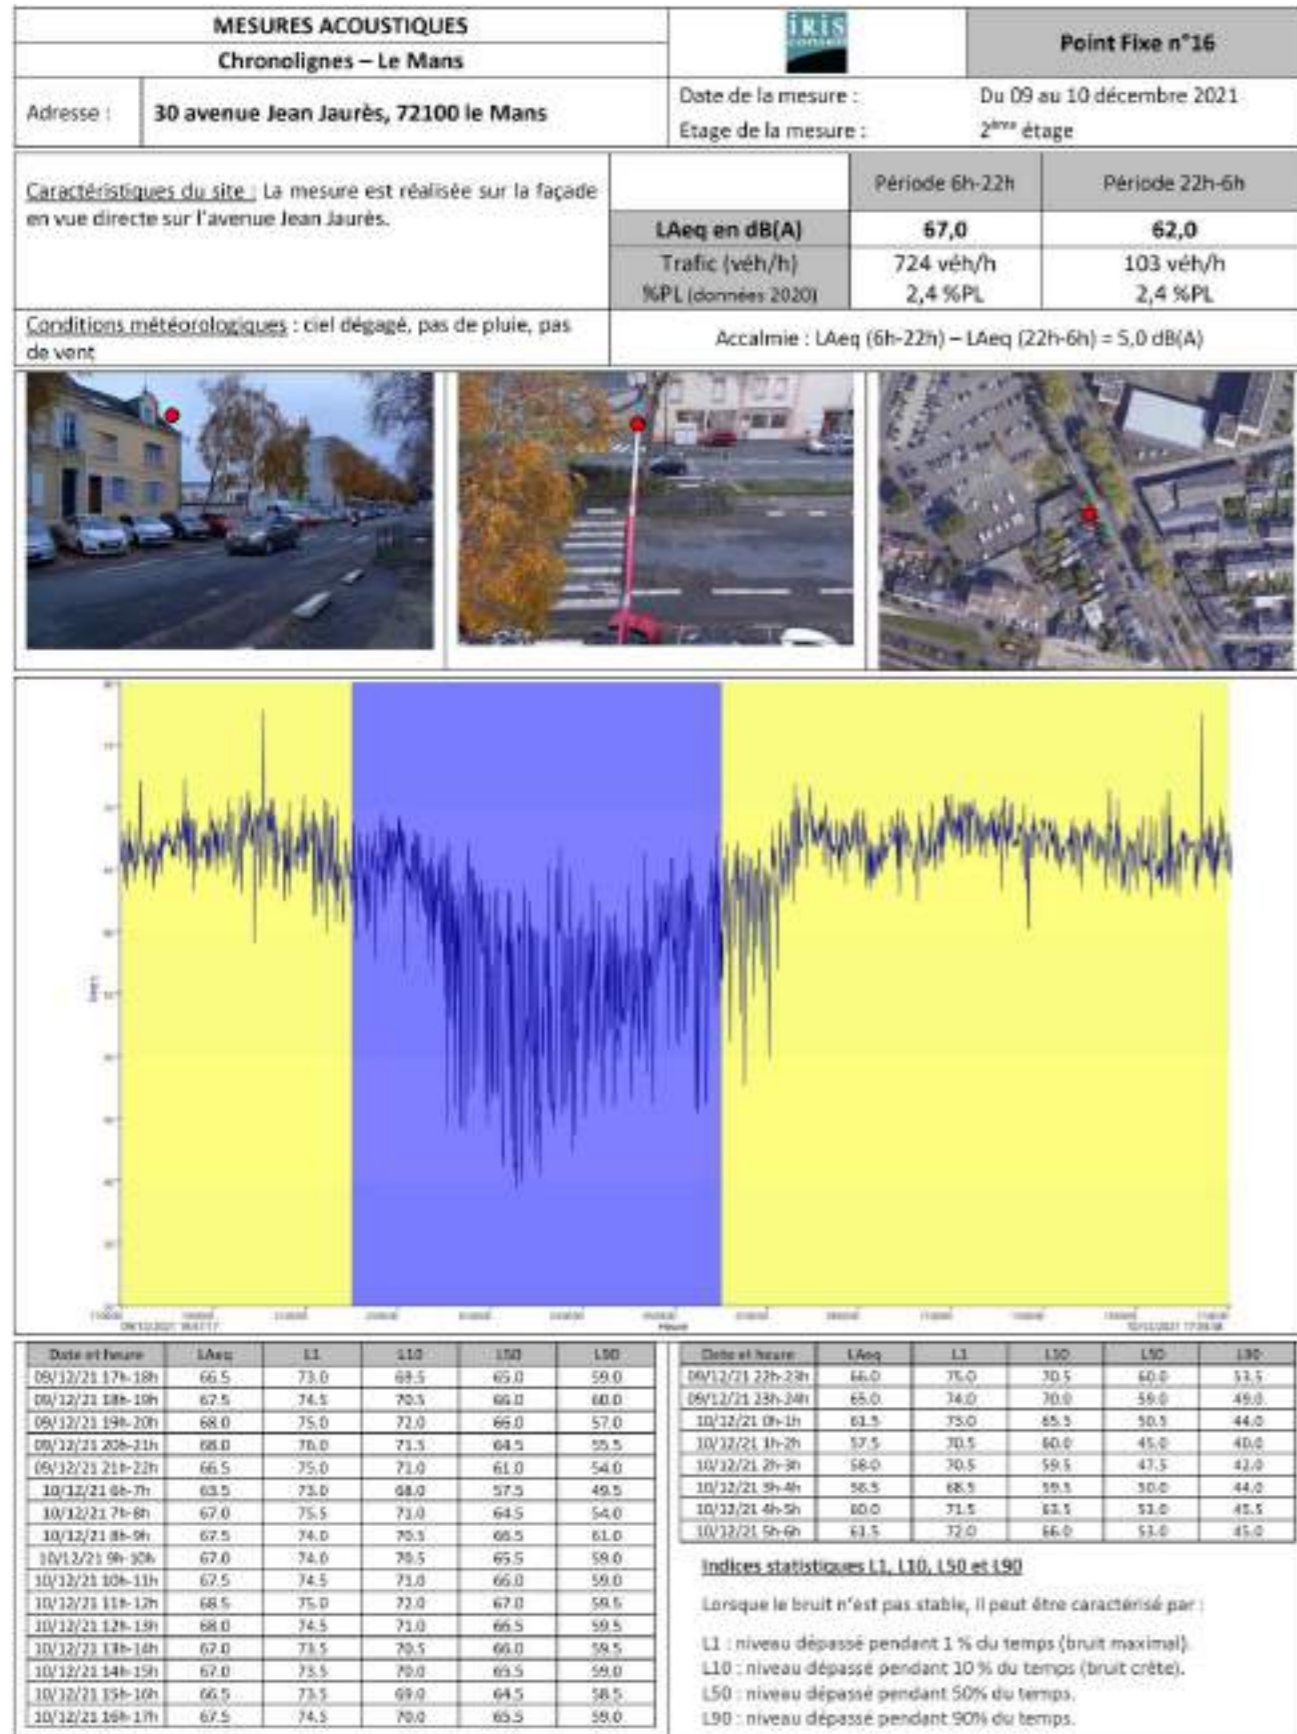 MESURES ACOUSTIQUES
Chronolignes – Le Mans
iRIS
conseil
Point Fixe n°16
Adresse : 30 avenue Jean Jaurès, 72100 le Mans
Date de la mesure : Du 09 au 10 décembre 2021
Etage de la mesure : 2ème étage
Caractéristiques du site : La mesure est réalisée sur la façade
en vue directe sur l'avenue Jean Jaurès.
Période 6h-22h Période 22h-6h
LAeq en dB(A) 67,0 62,0
Trafic (véh/h) 724 véh/h 103 véh/h
%PL (données 2020) 2,4 %PL 2,4 %PL
Conditions météorologiques : ciel dégagé, pas de pluie, pas
de vent
Accalmie : LAeq (6h-22h) – LAeq (22h-6h) = 5,0 dB(A)
Heure
Date et heure LAeq L1 L10 L50 L90
09/12/21 17h-18h 66.5 73.0 69.5 65.0 59.0
09/12/21 18h-19h 67.5 74.5 70.5 66.0 60.0
09/12/21 19h-20h 68.0 75.0 72.0 66.0 57.0
09/12/21 20h-21h 68.0 76.0 71.5 64.5 55.5
09/12/21 21h-22h 66.5 75.0 71.0 61.0 54.0
10/12/21 6h-7h 63.5 73.0 68.0 57.5 49.5
10/12/21 7h-8h 67.0 75.5 71.0 64.5 54.0
10/12/21 8h-9h 67.5 74.0 70.5 66.5 61.0
10/12/21 9h-10h 67.0 74.0 70.5 65.5 59.0
10/12/21 10h-11h 67.5 74.5 71.0 66.0 59.0
10/12/21 11h-12h 68.5 75.0 72.0 67.0 59.5
10/12/21 12h-13h 68.0 74.5 71.0 66.5 59.5
10/12/21 13h-14h 67.0 73.5 70.5 66.0 59.5
10/12/21 14h-15h 67.0 73.5 70.0 65.5 59.0
10/12/21 15h-16h 66.5 73.5 69.0 64.5 58.5
10/12/21 16h-17h 67.5 74.5 70.0 65.5 59.0
Date et heure LAeq L1 L10 L50 L90
09/12/21 22h-23h 66.0 75.0 70.5 60.0 53.5
09/12/21 23h-24h 65.0 74.0 70.0 59.0 49.0
10/12/21 0h-1h 61.5 73.0 65.5 50.5 44.0
10/12/21 1h-2h 57.5 70.5 60.0 45.0 40.0
10/12/21 2h-3h 58.0 70.5 59.5 47.5 42.0
10/12/21 3h-4h 56.5 68.5 59.5 50.0 44.0
10/12/21 4h-5h 60.0 71.5 63.5 53.0 45.5
10/12/21 5h-6h 61.5 72.0 66.0 53.0 45.0
Indices statistiques L1, L10, L50 et L90
Lorsque le bruit n'est pas stable, il peut être caractérisé par :
L1 : niveau dépassé pendant 1 % du temps (bruit maximal).
L10 : niveau dépassé pendant 10 % du temps (bruit crête).
L50 : niveau dépassé pendant 50% du temps.
L90 : niveau dépassé pendant 90% du temps.